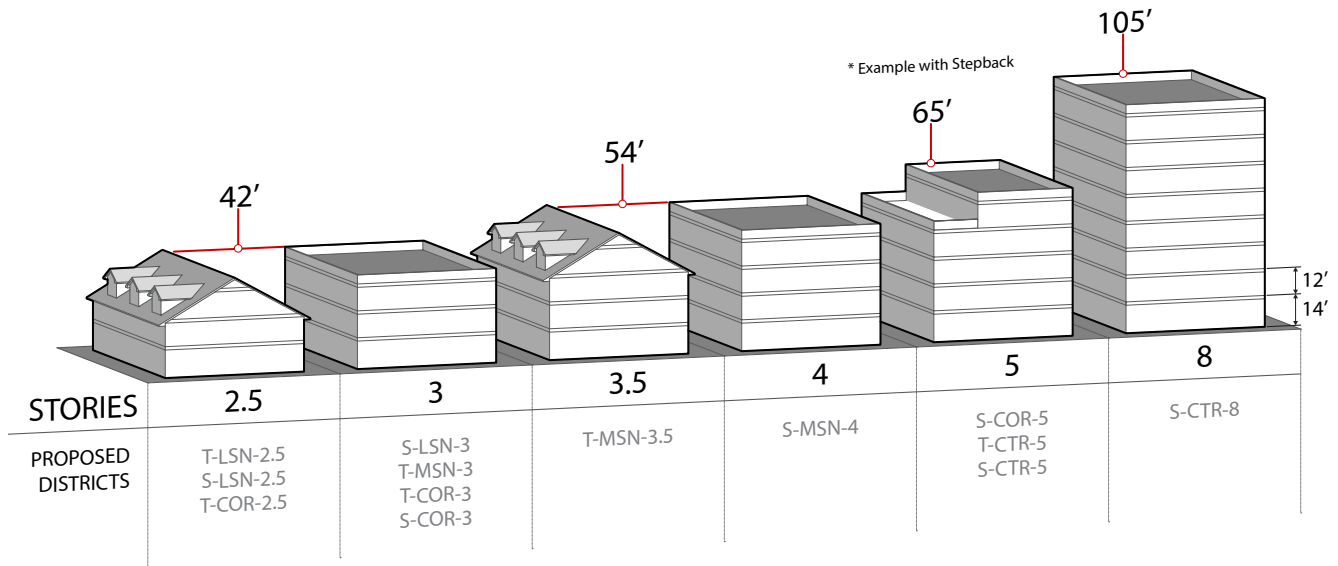 105’
* Example with Stepback
65’
54’
42’
12’
14’
STORIES
2.5
3
3.5
4
5
8
PROPOSED
DISTRICTS
T-LSN-2.5
S-LSN-2.5
T-COR-2.5
S-LSN-3
T-MSN-3
T-COR-3
S-COR-3
T-MSN-3.5
S-MSN-4
S-COR-5
T-CTR-5
S-CTR-5
S-CTR-8